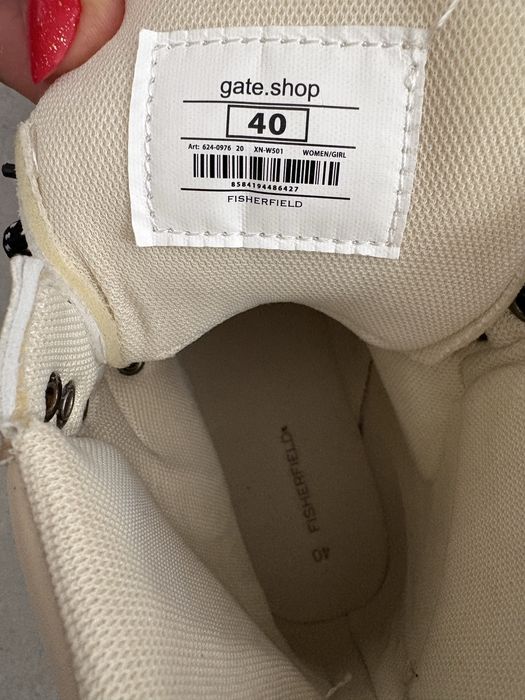 gate.shop
40
Art: 624-0976 20 XN-W501 WOMEN/GIRL
8584194486427
FISHERFIELD
FISHERFIELD
40